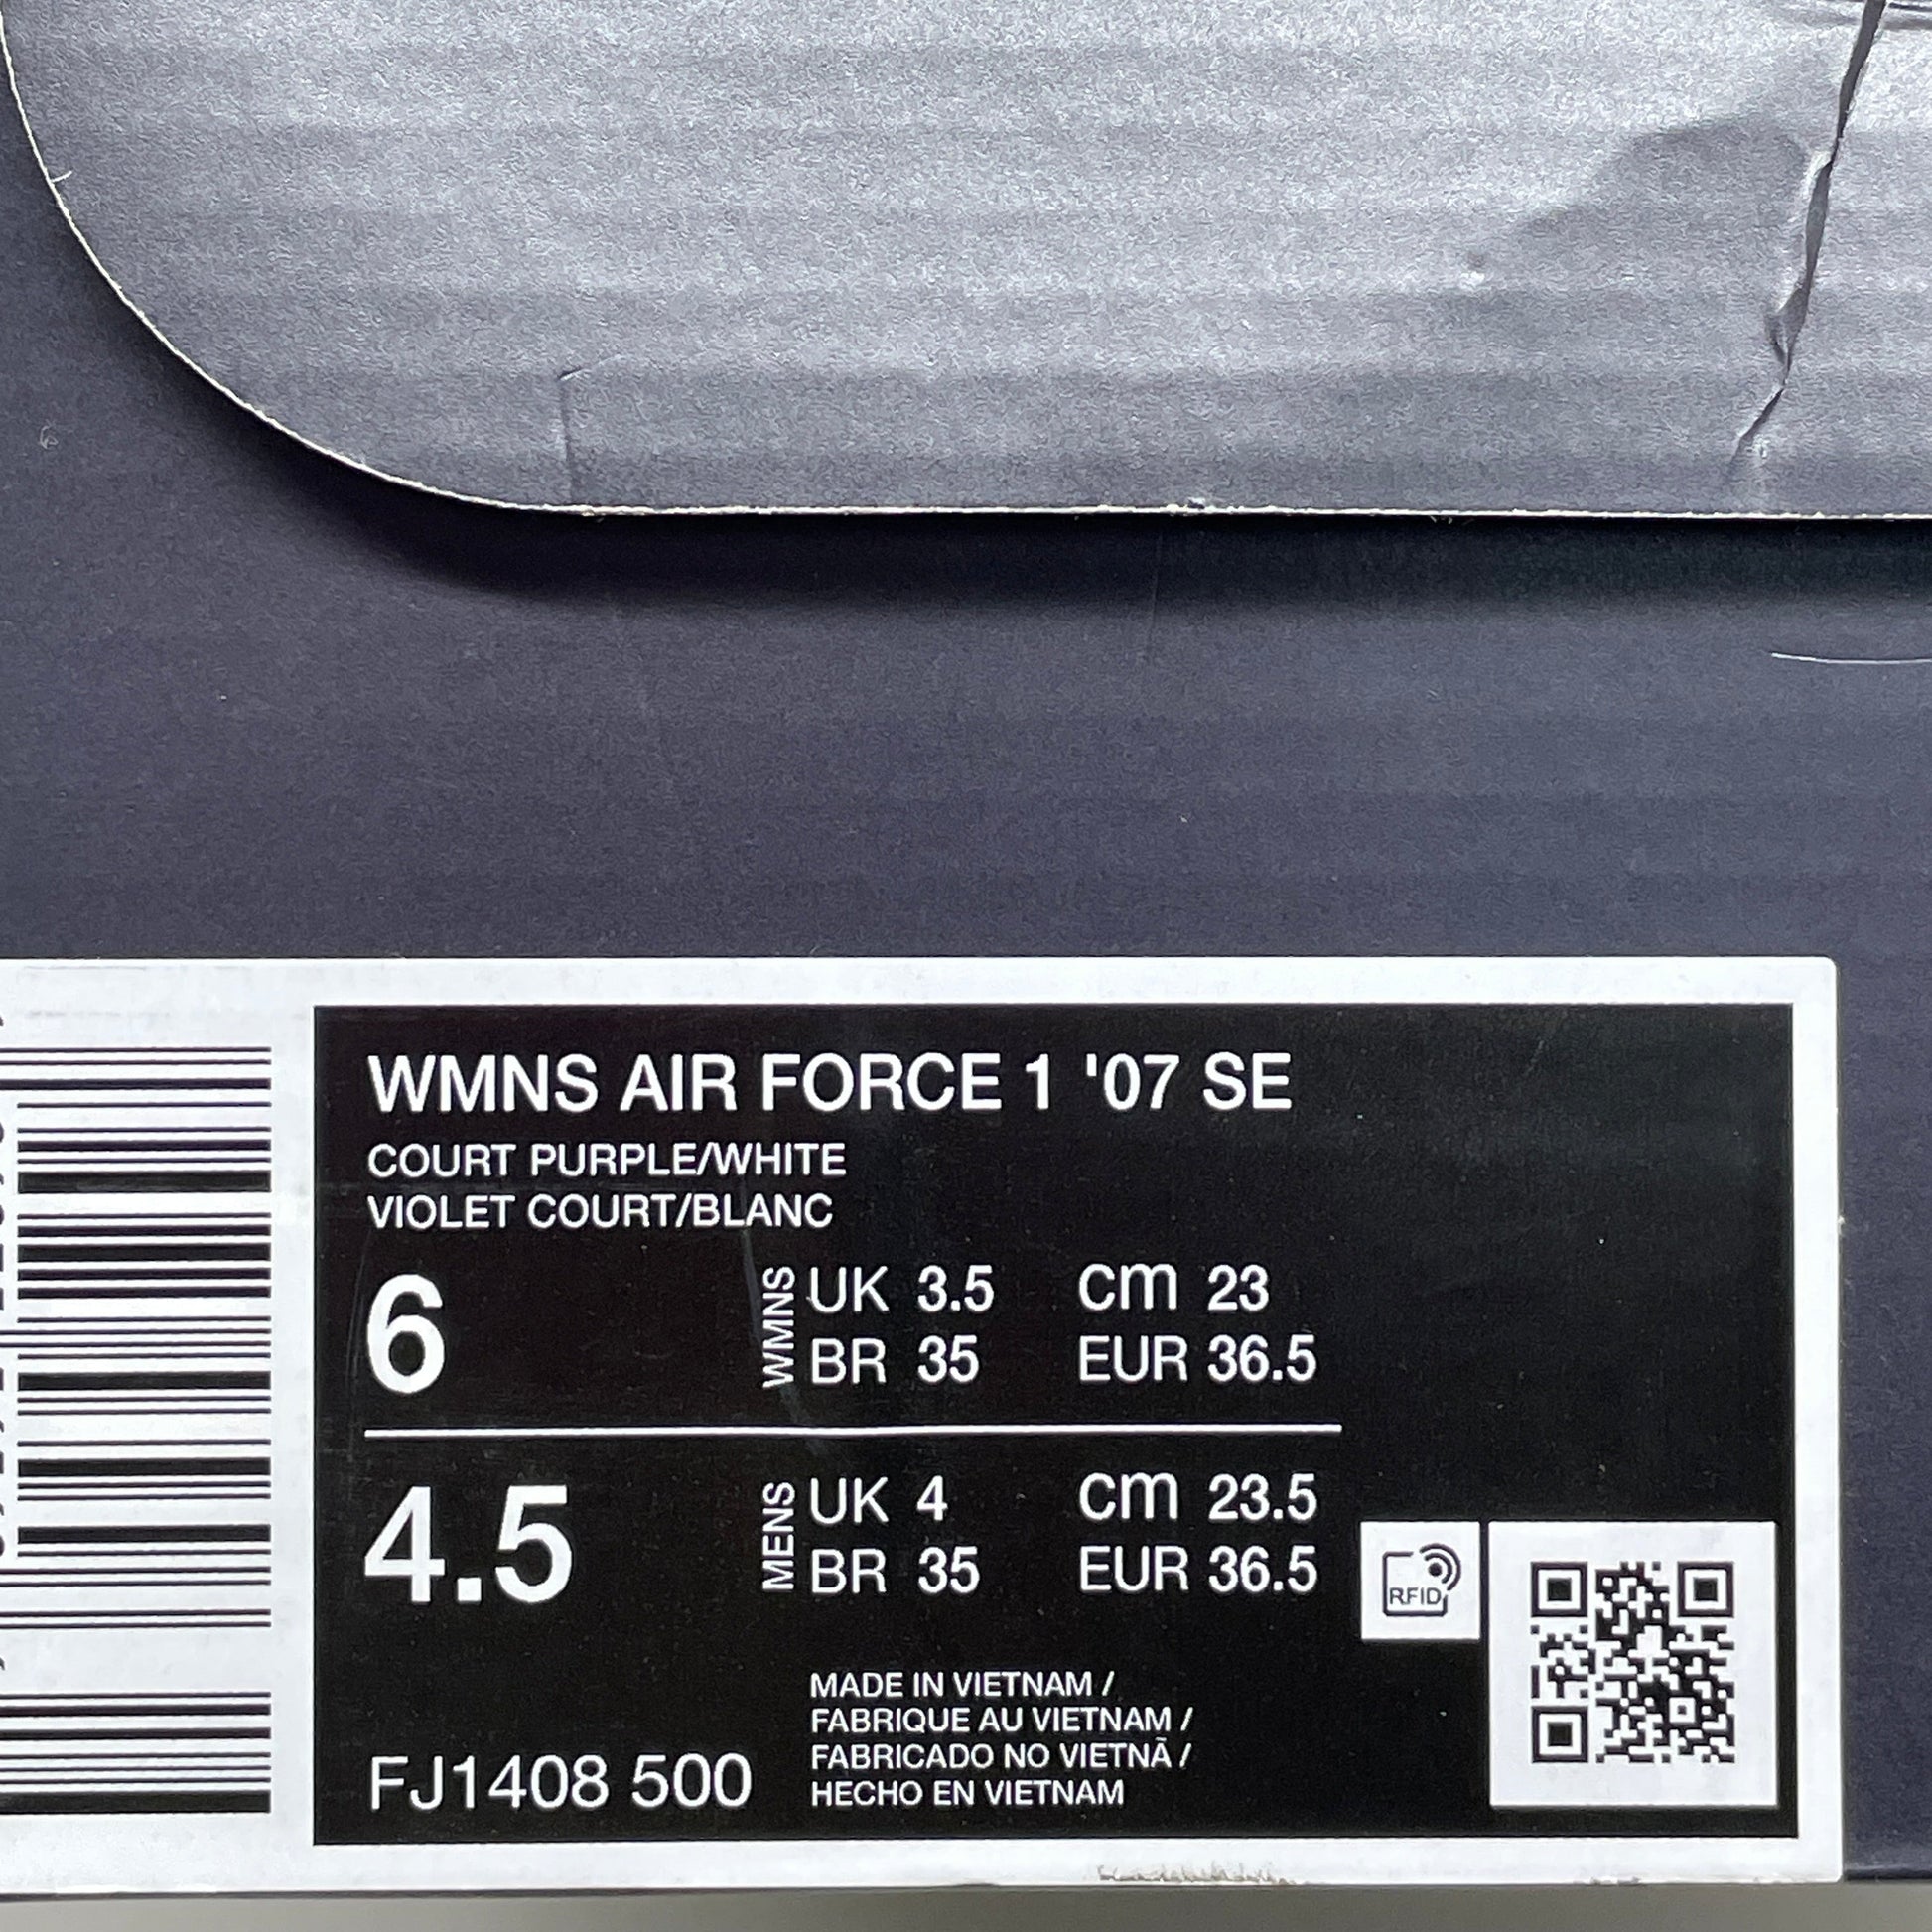 WMNS AIR FORCE 1 '07 SE
COURT PURPLE/WHITE
VIOLET COURT/BLANC
6
WMNS
UK 3.5 cm 23
BR 35 EUR 36.5
4.5
MENS
UK 4 cm 23.5
BR 35 EUR 36.5
RFID
MADE IN VIETNAM /
FABRIQUE AU VIETNAM /
FABRICADO NO VIETNÃ /
HECHO EN VIETNAM
FJ1408 500